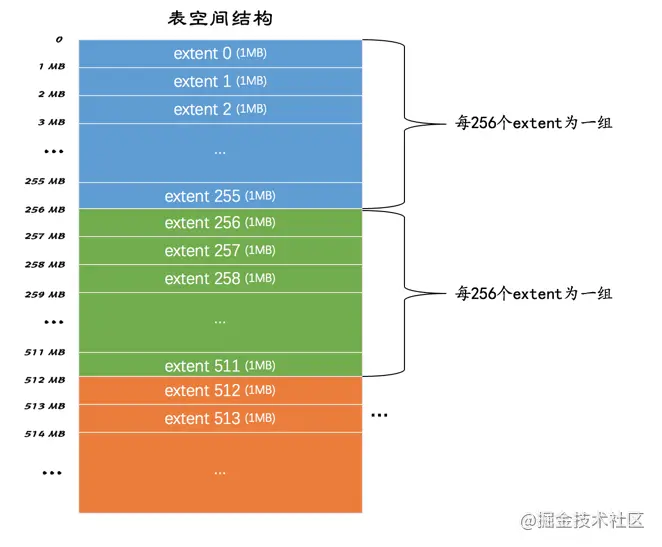 表空间结构
0
extent 0 (1MB)
1 MB
extent 1 (1MB)
2 MB
extent 2 (1MB)
3 MB
每256个extent为一组
...
...
255 MB
extent 255 (1MB)
256 MB
extent 256 (1MB)
257 MB
extent 257 (1MB)
258 MB
extent 258 (1MB)
259 MB
每256个extent为一组
...
...
511 MB
extent 511 (1MB)
512 MB
extent 512 (1MB)
513 MB
extent 513 (1MB)
...
514 MB
...
...
@掘金技术社区